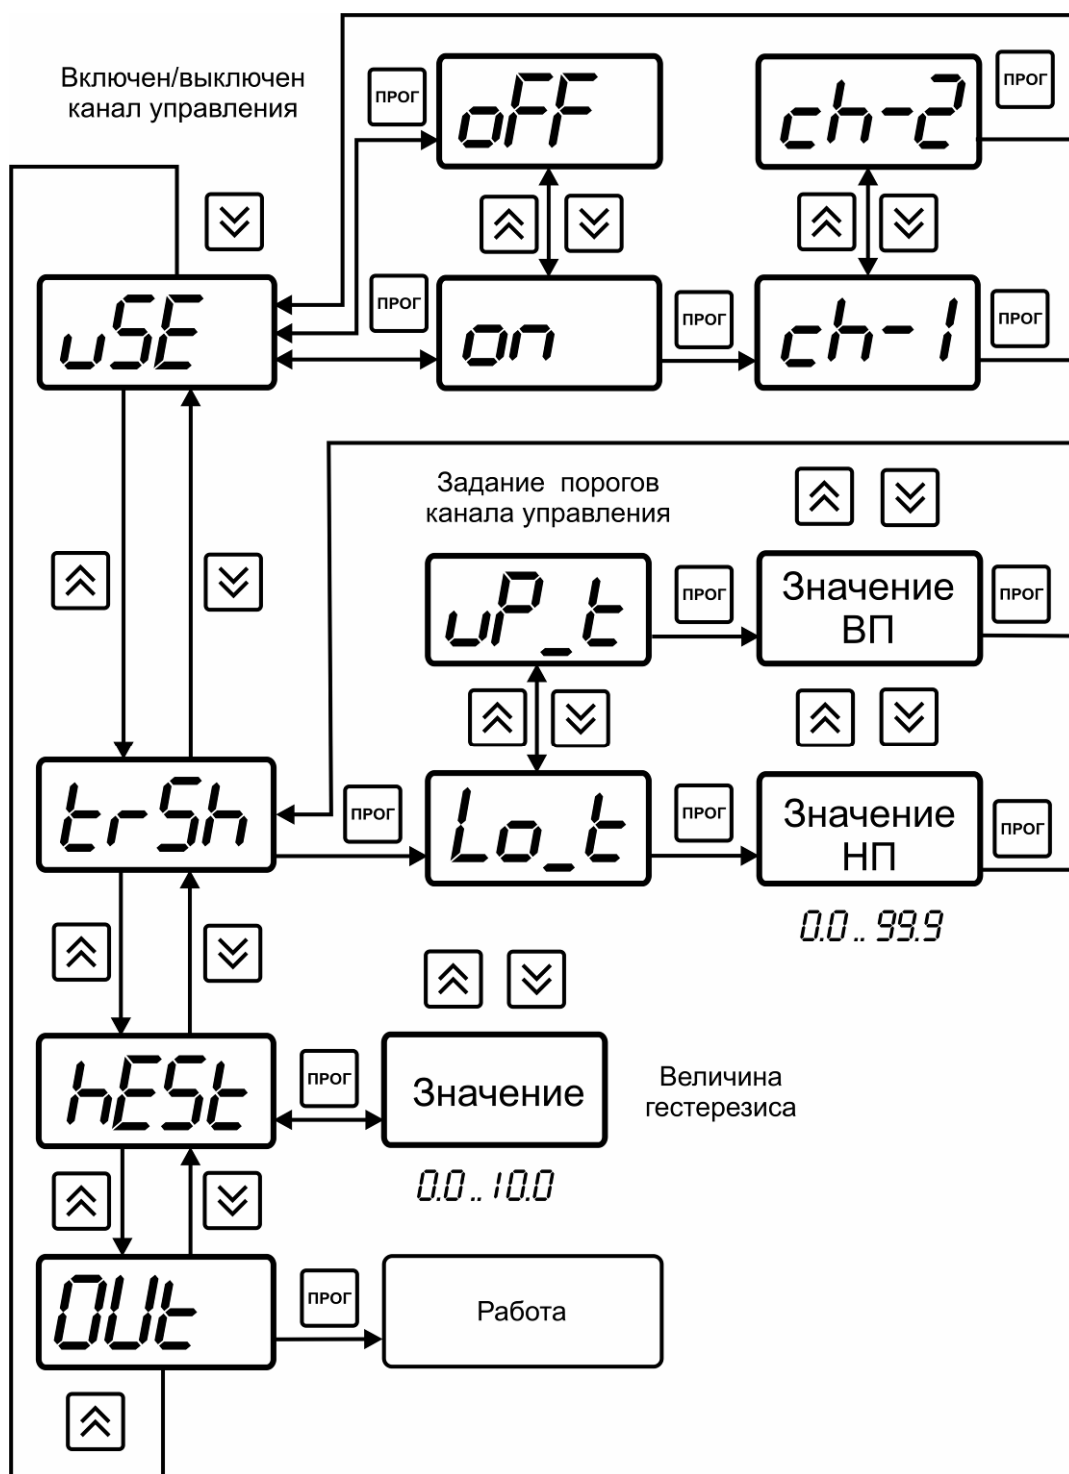 Включен/выключен
канал управления
ПРОГ
oFF
ch-2
ПРОГ
uSE
ПРОГ
on
ПРОГ
ch-1
ПРОГ
Задание порогов
канала управления
uP_t
ПРОГ
Значение
ВП
ПРОГ
trSh
ПРОГ
Lo_t
ПРОГ
Значение
НП
ПРОГ
0.0 .. 99.9
hESt
ПРОГ
Значение
Величина
гестерезиса
0.0 .. 10.0
OUt
ПРОГ
Работа